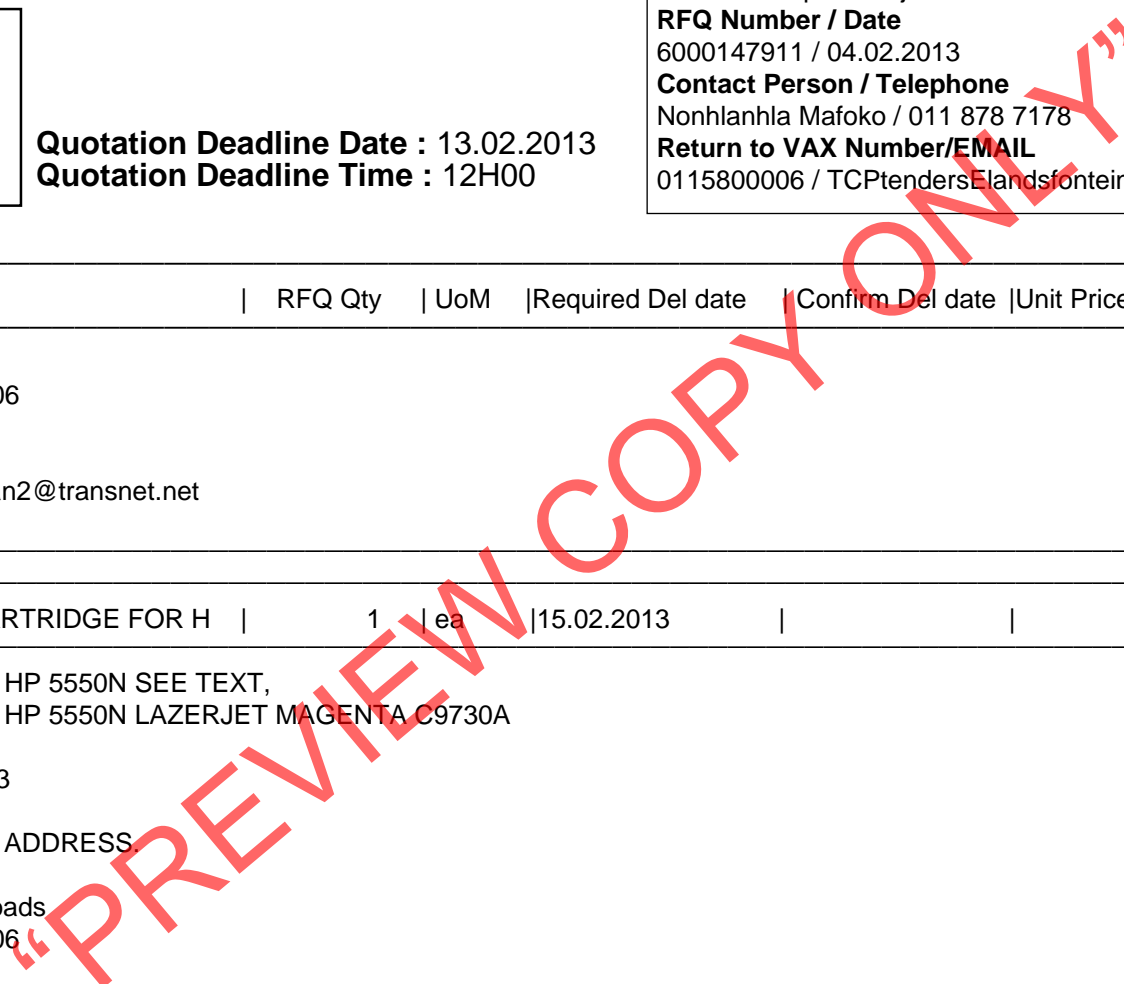 RFQ Number / Date
6000147911 / 04.02.2013
Contact Person / Telephone
Nonhlanhla Mafoko / 011 878 7178
Return to VAX Number/EMAIL
0115800006 / TCPtendersElandsfontein
Quotation Deadline Date : 13.02.2013
Quotation Deadline Time : 12H00
| RFQ Qty | UoM |Required Del date | Confirm Del date |Unit Price
06
n2@transnet.net
RTRIDGE FOR H | 1 | ea |15.02.2013 | |
HP 5550N SEE TEXT,
HP 5550N LAZERJET MAGENTA C9730A
3
ADDRESS.
oads
06
“PREVIEW COPY ONLY”